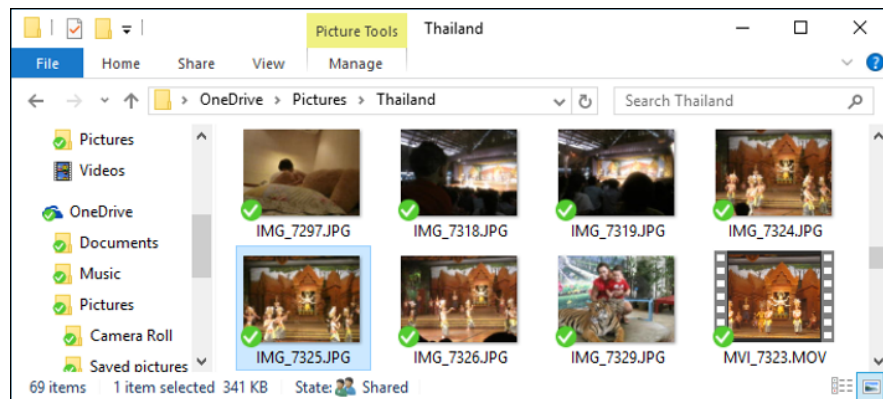 Picture Tools Thailand
File Home Share View Manage
OneDrive > Pictures > Thailand Search Thailand
Pictures
Videos
OneDrive
Documents
Music
Pictures
Camera Roll
Saved pictures
IMG_7297.JPG IMG_7318.JPG IMG_7319.JPG IMG_7324.JPG
IMG_7325.JPG IMG_7326.JPG IMG_7329.JPG MVI_7323.MOV
69 items 1 item selected 341 KB State: Shared